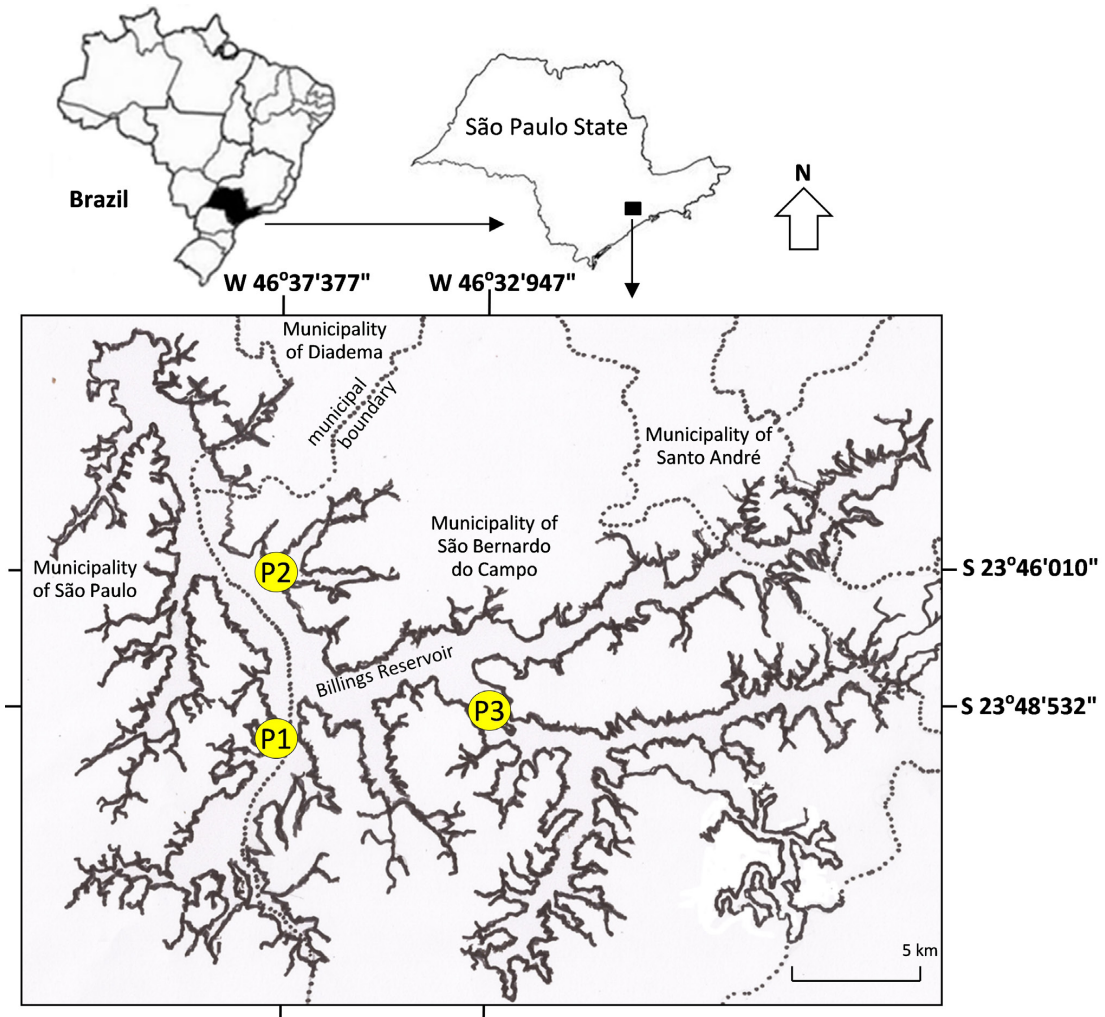 Brazil
São Paulo State
N
W 46°37'377"
W 46°32'947"
Municipality
of Diadema
municipal
boundary
Municipality of
Santo André
Municipality of
São Bernardo
do Campo
Municipality
of São Paulo
P2
S 23°46'010"
Billings Reservoir
P3
S 23°48'532"
P1
5 km